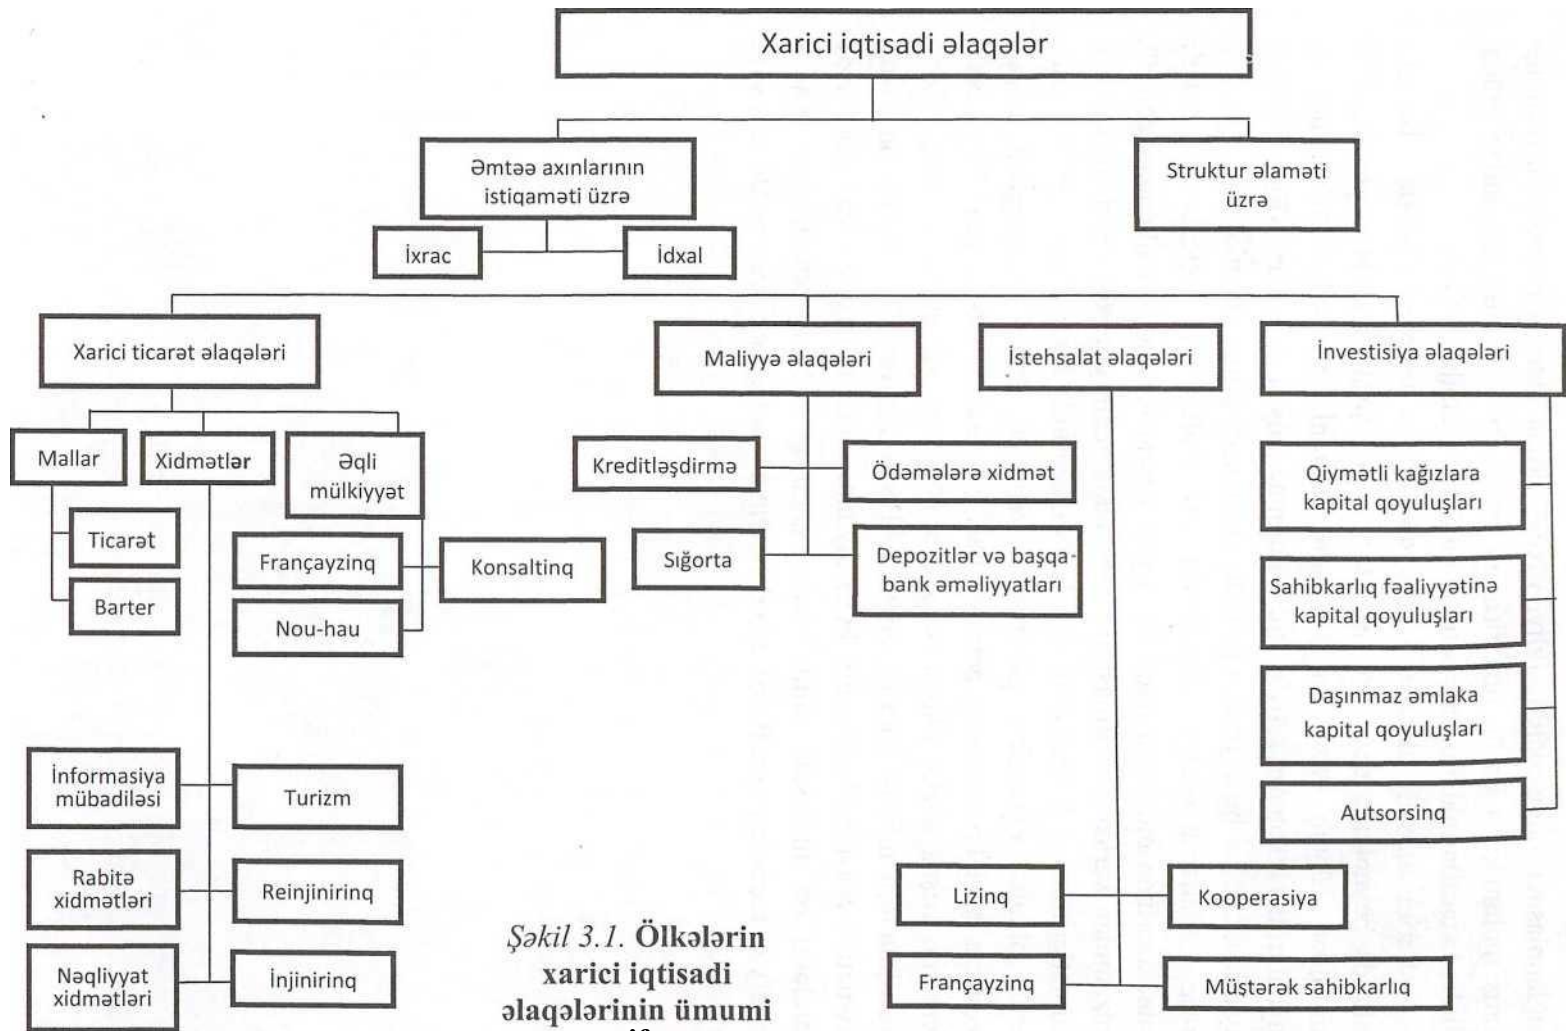 Xarici iqtisadi əlaqələr
Əmtəə axınlarının
istiqaməti üzrə
Struktur əlaməti
üzrə
İxrac
İdxal
Xarici ticarət əlaqələri
Maliyyə əlaqələri
İstehsalat əlaqələri
İnvestisiya əlaqələri
Mallar
Xidmətlər
Əqli
mülkiyyət
Ticarət
Barter
Françayzinq
Konsaltinq
Nou-hau
Kreditləşdirmə
Ödəmələrə xidmət
Sığorta
Depozitlər və başqa
bank əməliyyatları
Qiymətli kağızlara
kapital qoyuluşları
Sahibkarlıq fəaliyyətinə
kapital qoyuluşları
Daşınmaz əmlaka
kapital qoyuluşları
Autsorsinq
İnformasiya
mübadiləsi
Turizm
Rabitə
xidmətləri
Reinjinirinq
Nəqliyyat
xidmətləri
İnjinirinq
Lizinq
Kooperasiya
Françayzinq
Müştərək sahibkarlıq
Şəkil 3.1. Ölkələrin
xarici iqtisadi
əlaqələrinin ümumi